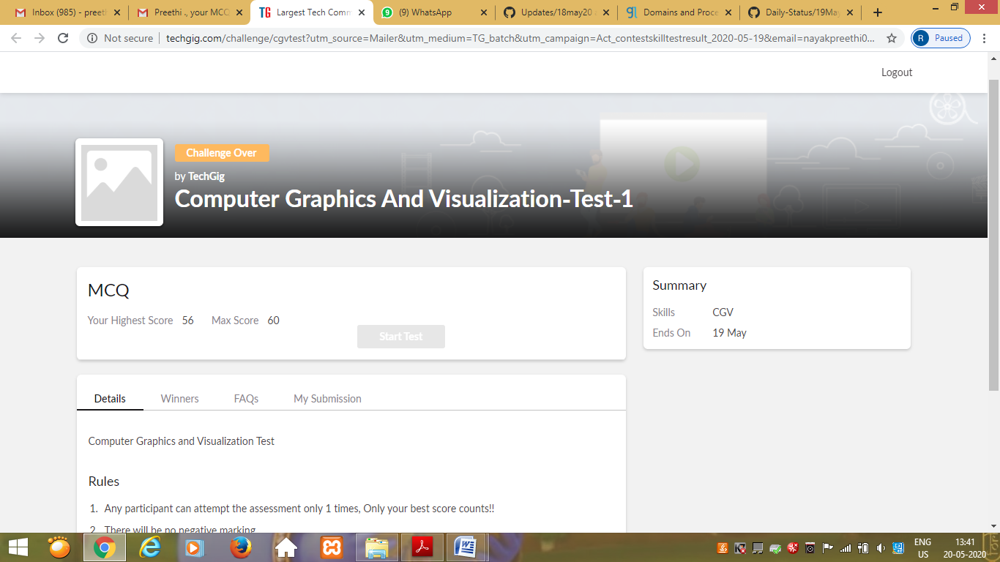 Inbox (985) - preet
Preethi ., your MCQ
TG Largest Tech Comm
(9) WhatsApp
Updates/18may20
Domains and Proce
Daily-Status/19May
Not secure
techgig.com/challenge/cgvtest?utm_source=Mailer&utm_medium=TG_batch&utm_campaign=Act_contestskilltestresult_2020-05-19&email=nayakpreethi0...
R Paused
Logout
Challenge Over
by TechGig
Computer Graphics And Visualization-Test-1
MCQ
Your Highest Score 56 Max Score 60
Start Test
Summary
Skills CGV
Ends On 19 May
Details Winners FAQs My Submission
Computer Graphics and Visualization Test
Rules
1. Any participant can attempt the assessment only 1 times, Only your best score counts!!
2. There will be no negative marking
ENG 13:41
US 20-05-2020